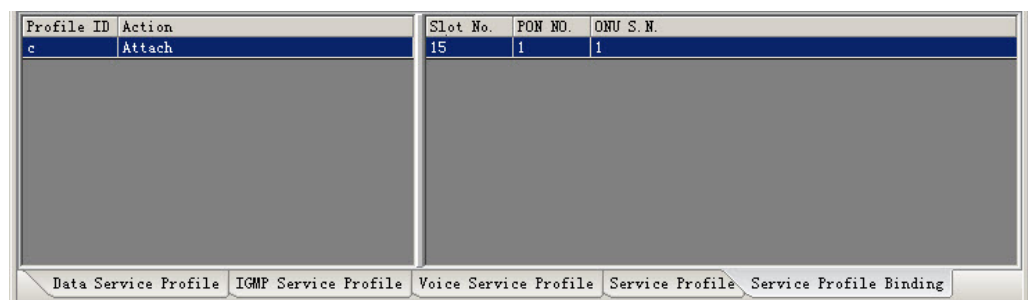 Profile ID Action Slot No. PON NO. ONU S.N.
c Attach 15 1 1
Data Service Profile IGMP Service Profile Voice Service Profile Service Profile Service Profile Binding